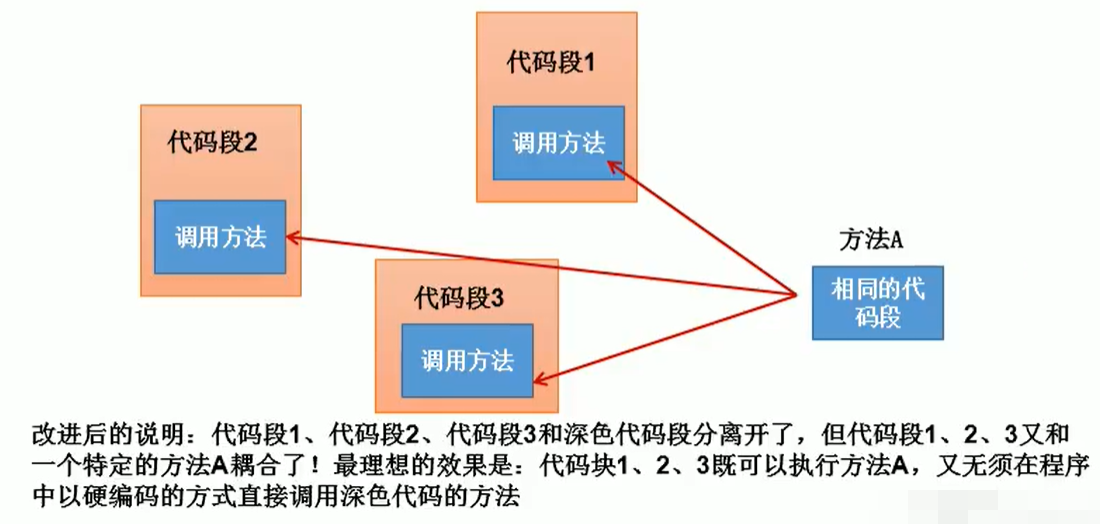 代码段1
调用方法
代码段2
调用方法
方法A
相同的代
码段
代码段3
调用方法
改进后的说明：代码段1、代码段2、代码段3和深色代码段分离开了，但代码段1、2、3又和
一个特定的方法A耦合了！最理想的效果是：代码块1、2、3既可以执行方法A，又无须在程序
中以硬编码的方式直接调用深色代码的方法